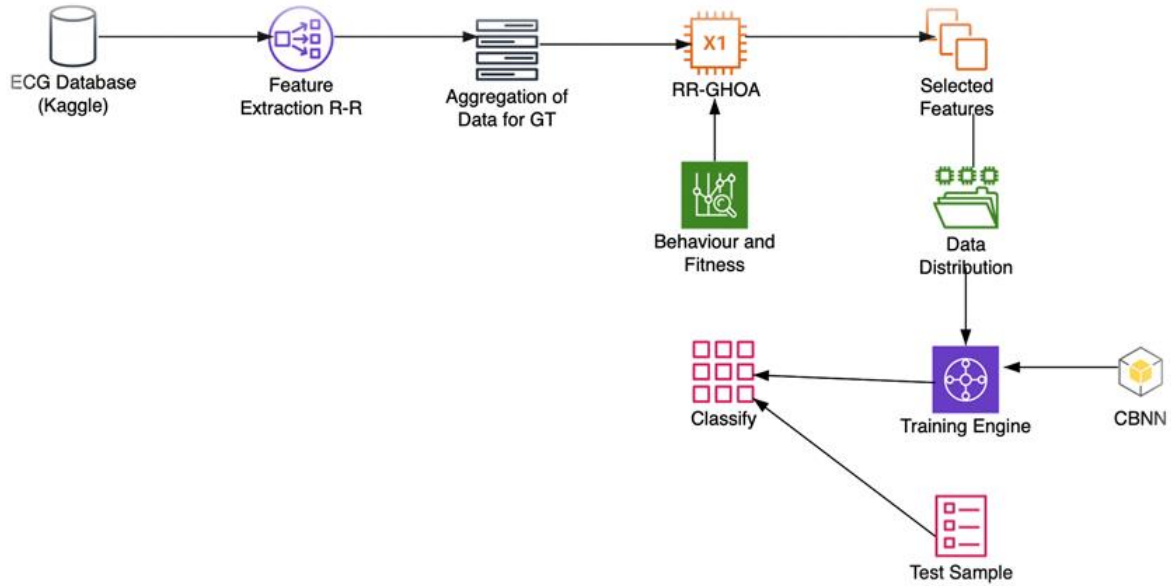 ECG Database
(Kaggle)
Feature
Extraction R-R
Aggregation of
Data for GT
X1
RR-GHOA
Selected
Features
Behaviour and
Fitness
Data
Distribution
Classify
Training Engine
CBNN
Test Sample